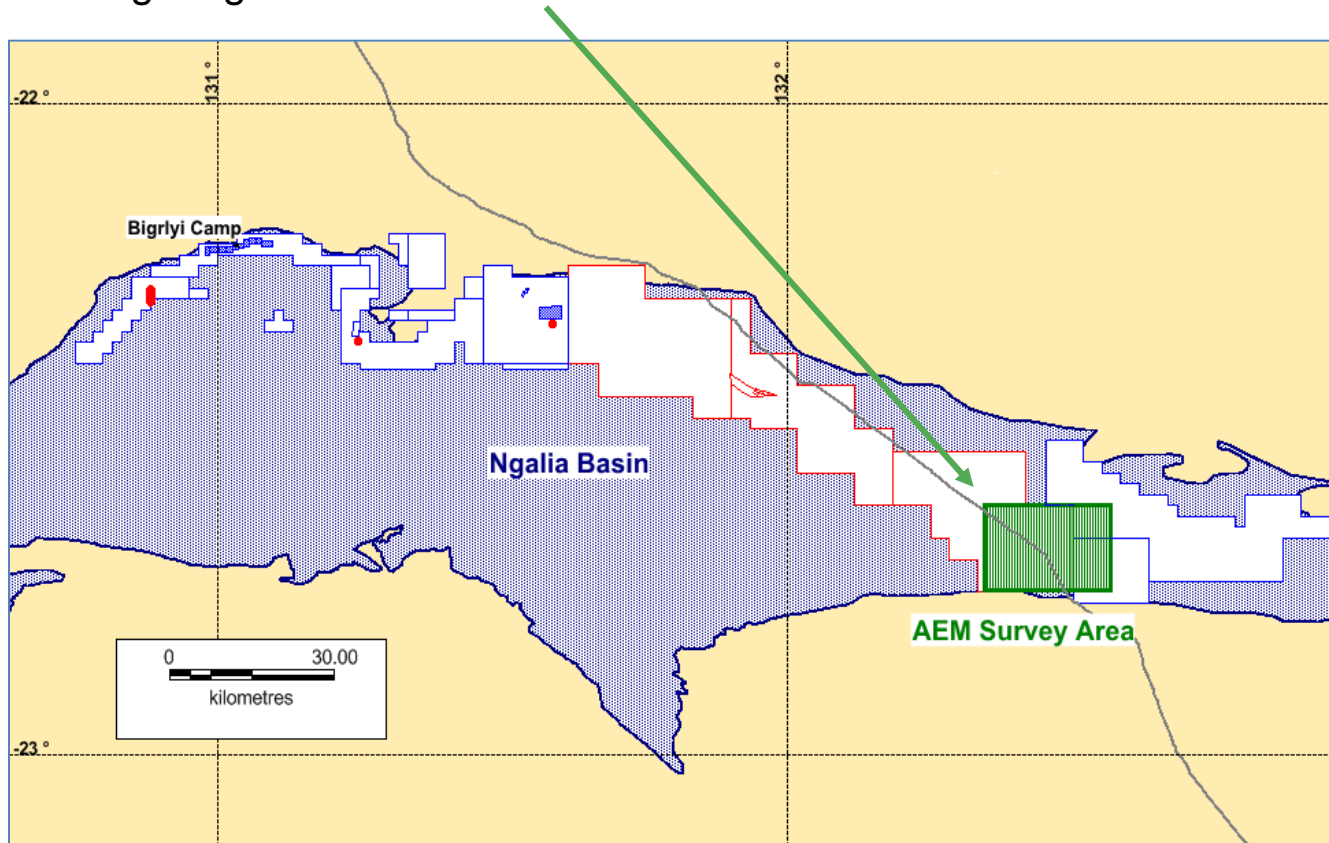 131 °
132 °
-22 °
Bigrlyi Camp
Ngalia Basin
AEM Survey Area
0 30.00
kilometres
-23 °